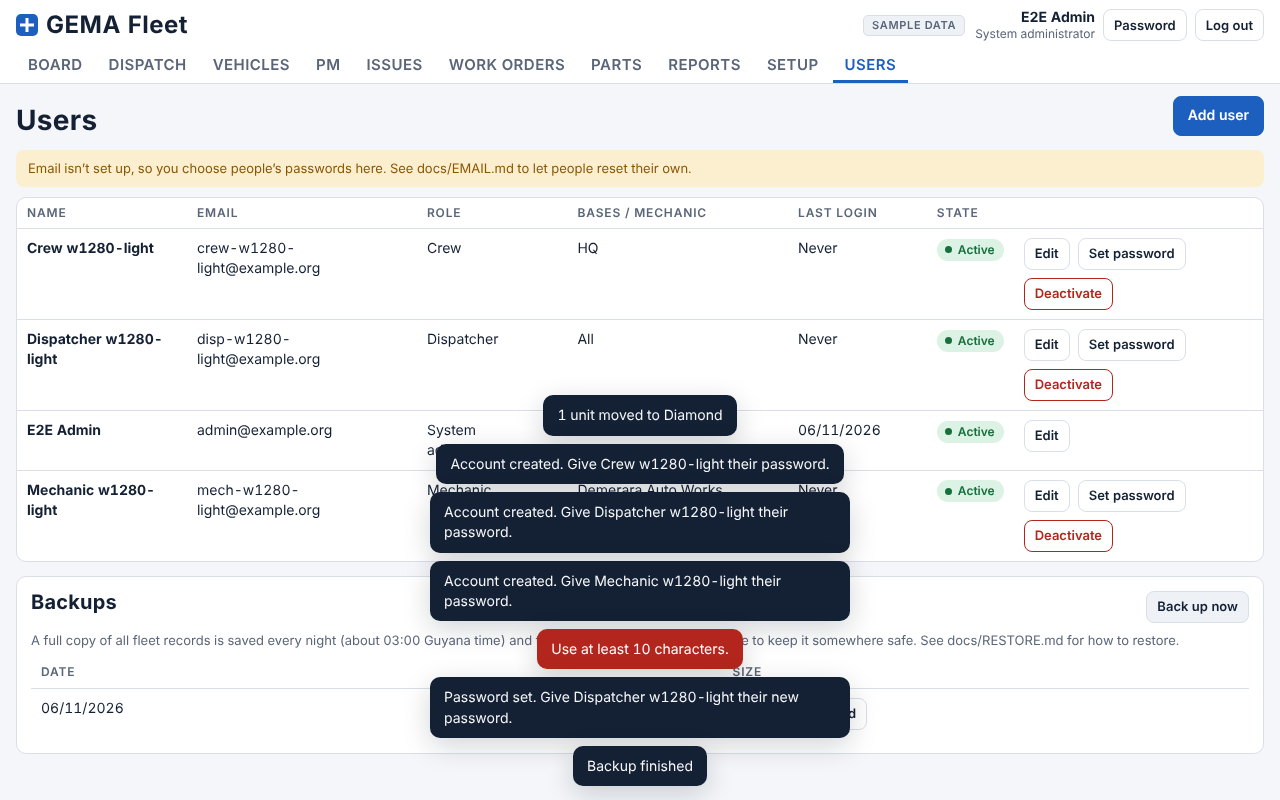 GEMA Fleet
SAMPLE DATA
E2E Admin
System administrator
Password
Log out
BOARD DISPATCH VEHICLES PM ISSUES WORK ORDERS PARTS REPORTS SETUP USERS
Users
Add user
Email isn't set up, so you choose people's passwords here. See docs/EMAIL.md to let people reset their own.
NAME EMAIL ROLE BASES / MECHANIC LAST LOGIN STATE
Crew w1280-light
crew-w1280-
light@example.org
Crew
HQ
Never
Active
Edit
Set password
Deactivate
Dispatcher w1280-
light
disp-w1280-
light@example.org
Dispatcher
All
Never
Active
Edit
Set password
Deactivate
E2E Admin
admin@example.org
System
06/11/2026
Active
Edit
Mechanic w1280-
light
mech-w1280-
light@example.org
Mechanic
Demerara Auto Works
Never
Active
Edit
Set password
Deactivate
1 unit moved to Diamond
Account created. Give Crew w1280-light their password.
Account created. Give Dispatcher w1280-light their
password.
Account created. Give Mechanic w1280-light their
password.
Use at least 10 characters.
Password set. Give Dispatcher w1280-light their new
password.
Backup finished
Backups
Back up now
A full copy of all fleet records is saved every night (about 03:00 Guyana time) and
to keep it somewhere safe. See docs/RESTORE.md for how to restore.
DATE SIZE
06/11/2026